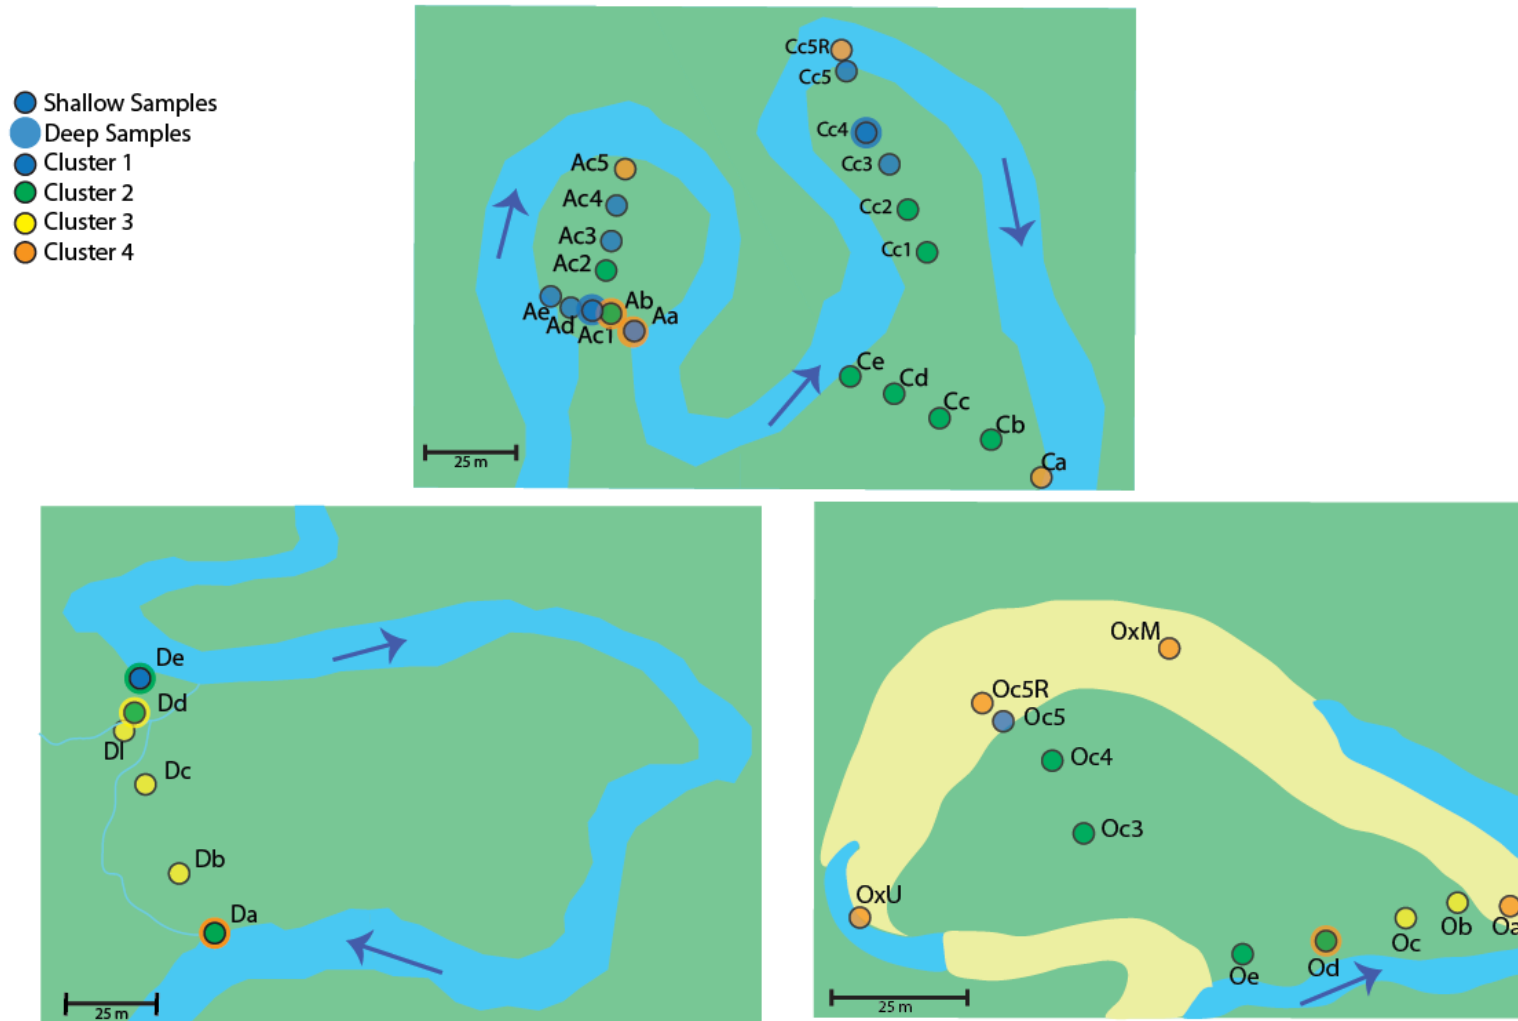 Shallow Samples
Deep Samples
Cluster 1
Cluster 2
Cluster 3
Cluster 4
Ac5
Ac4
Ac3
Ac2
Ae
Ad
Ac1
Ab
Aa
Cc5R
Cc5
Cc4
Cc3
Cc2
Cc1
Ce
Cd
Cc
Cb
Ca
25 m
De
Dd
Dl
Dc
Db
Da
25 m
OxM
Oc5R
Oc5
Oc4
Oc3
OxU
Oe
Od
Oc
Ob
Oa
25 m